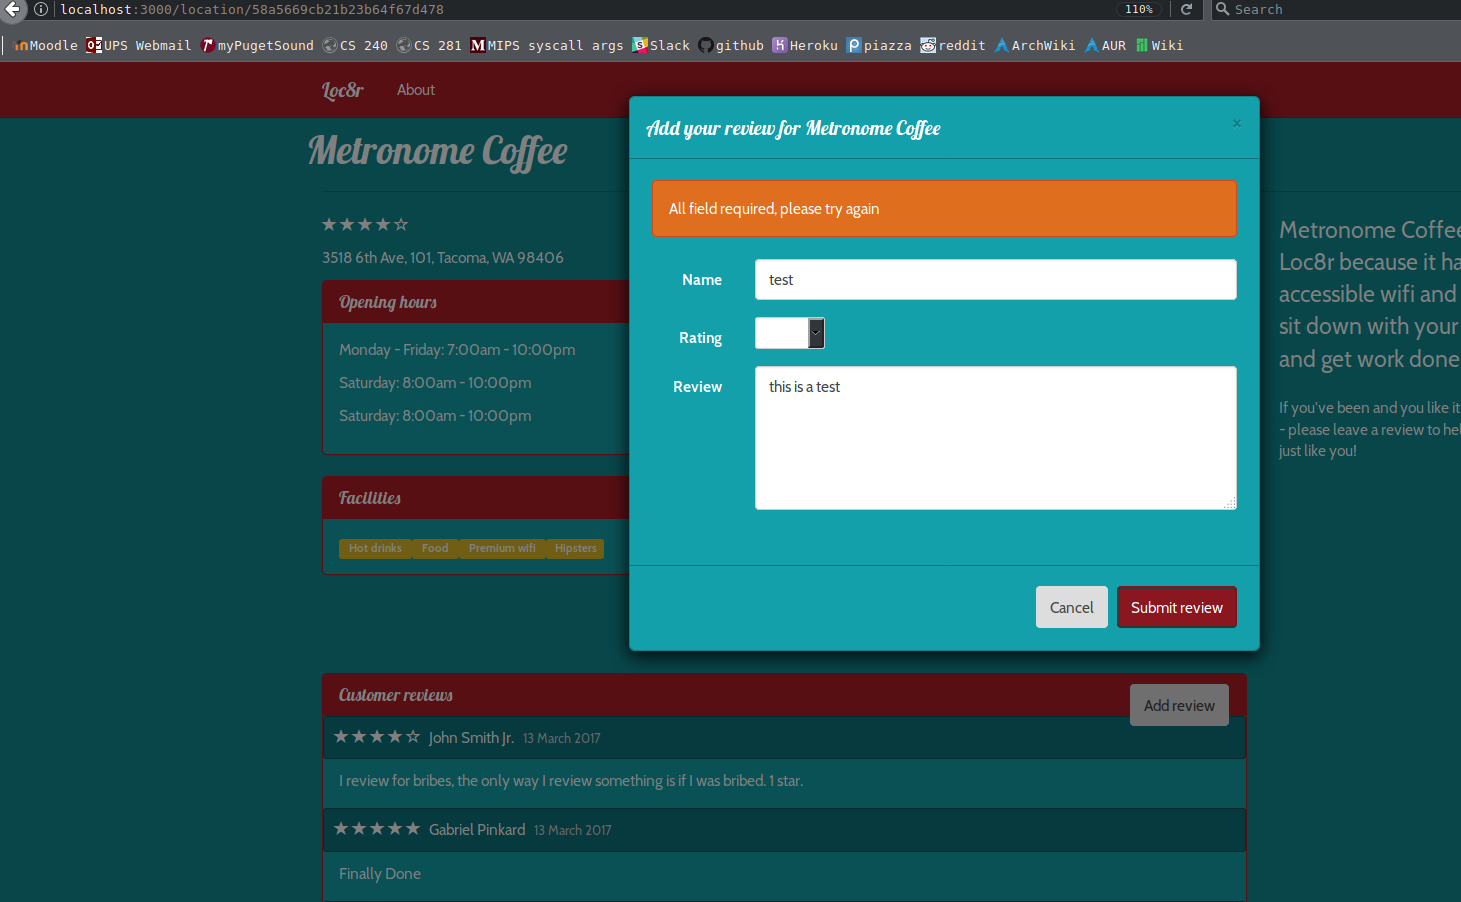 localhost:3000/location/58a5669cb21b23b64f67d478
110%
Search
Moodle UPS Webmail myPugetSound CS 240 CS 281 MIPS syscall args Slack github Heroku piazza reddit ArchWiki AUR Wiki
Loc8r About
Metronome Coffee
3518 6th Ave, 101, Tacoma, WA 98406
Opening hours
Monday - Friday: 7:00am - 10:00pm
Saturday: 8:00am - 10:00pm
Saturday: 8:00am - 10:00pm
Facilities
Hot drinks Food Premium wifi Hipsters
Add your review for Metronome Coffee
×
All field required, please try again
Name test
Rating
Review this is a test
Cancel Submit review
Metronome Coffee
Loc8r because it ha
accessible wifi and
sit down with your
and get work done
If you've been and you like it
- please leave a review to hel
just like you!
Customer reviews
Add review
★★★★☆ John Smith Jr. 13 March 2017
I review for bribes, the only way I review something is if I was bribed. 1 star.
★★★★★ Gabriel Pinkard 13 March 2017
Finally Done